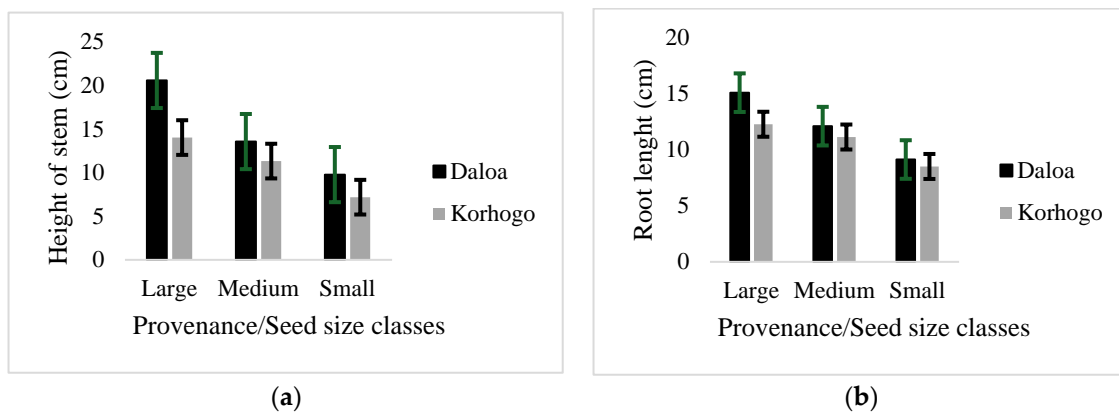 25
20
15
10
5
0
Height of stem (cm)
Large Medium Small
Provenance/Seed size classes
Daloa
Korhogo
(a)
20
15
10
5
0
Root lenght (cm)
Large Medium Small
Provenance/Seed size classes
Daloa
Korhogo
(b)